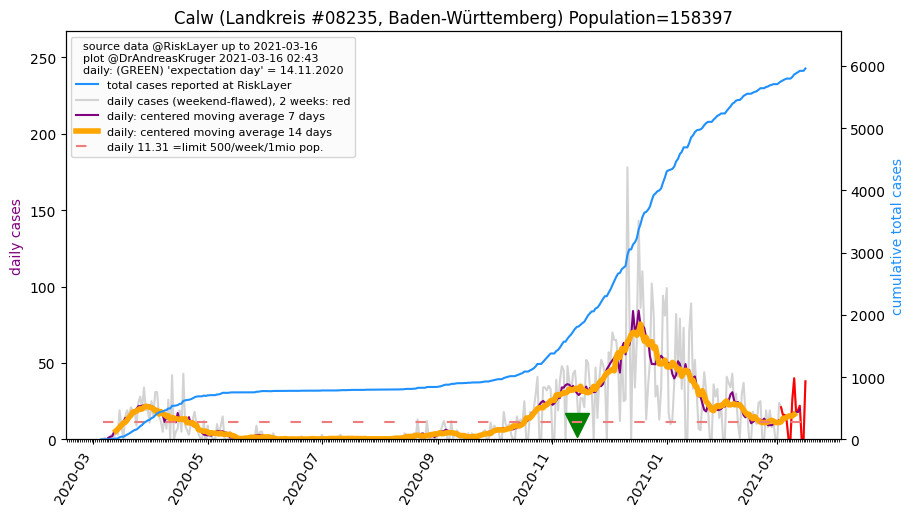 Calw (Landkreis #08235, Baden-Württemberg) Population=158397
source data @RiskLayer up to 2021-03-16
plot @DrAndreasKruger 2021-03-16 02:43
daily: (GREEN) 'expectation day' = 14.11.2020
total cases reported at RiskLayer
daily cases (weekend-flawed), 2 weeks: red
daily: centered moving average 7 days
daily: centered moving average 14 days
daily 11.31 =limit 500/week/1mio pop.
daily cases
250
200
150
100
50
0
cumulative total cases
6000
5000
4000
3000
2000
1000
0
2020-03
2020-05
2020-07
2020-09
2020-11
2021-01
2021-03